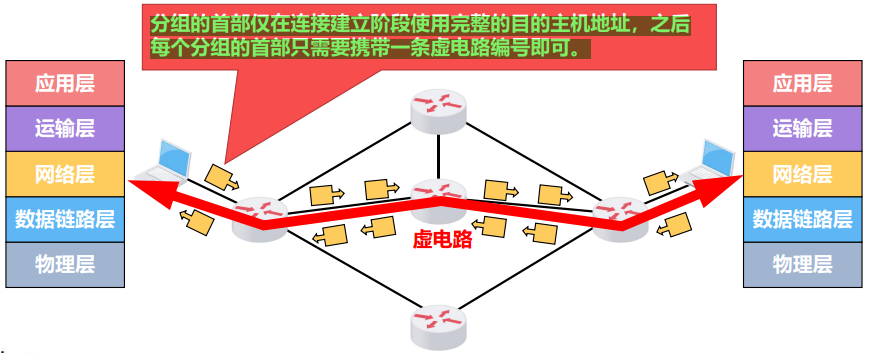 分组的首部仅在连接建立阶段使用完整的目的主机地址，之后
每个分组的首部只需要携带一条虚电路编号即可。
应用层
运输层
网络层
数据链路层
物理层
虚电路
应用层
运输层
网络层
数据链路层
物理层